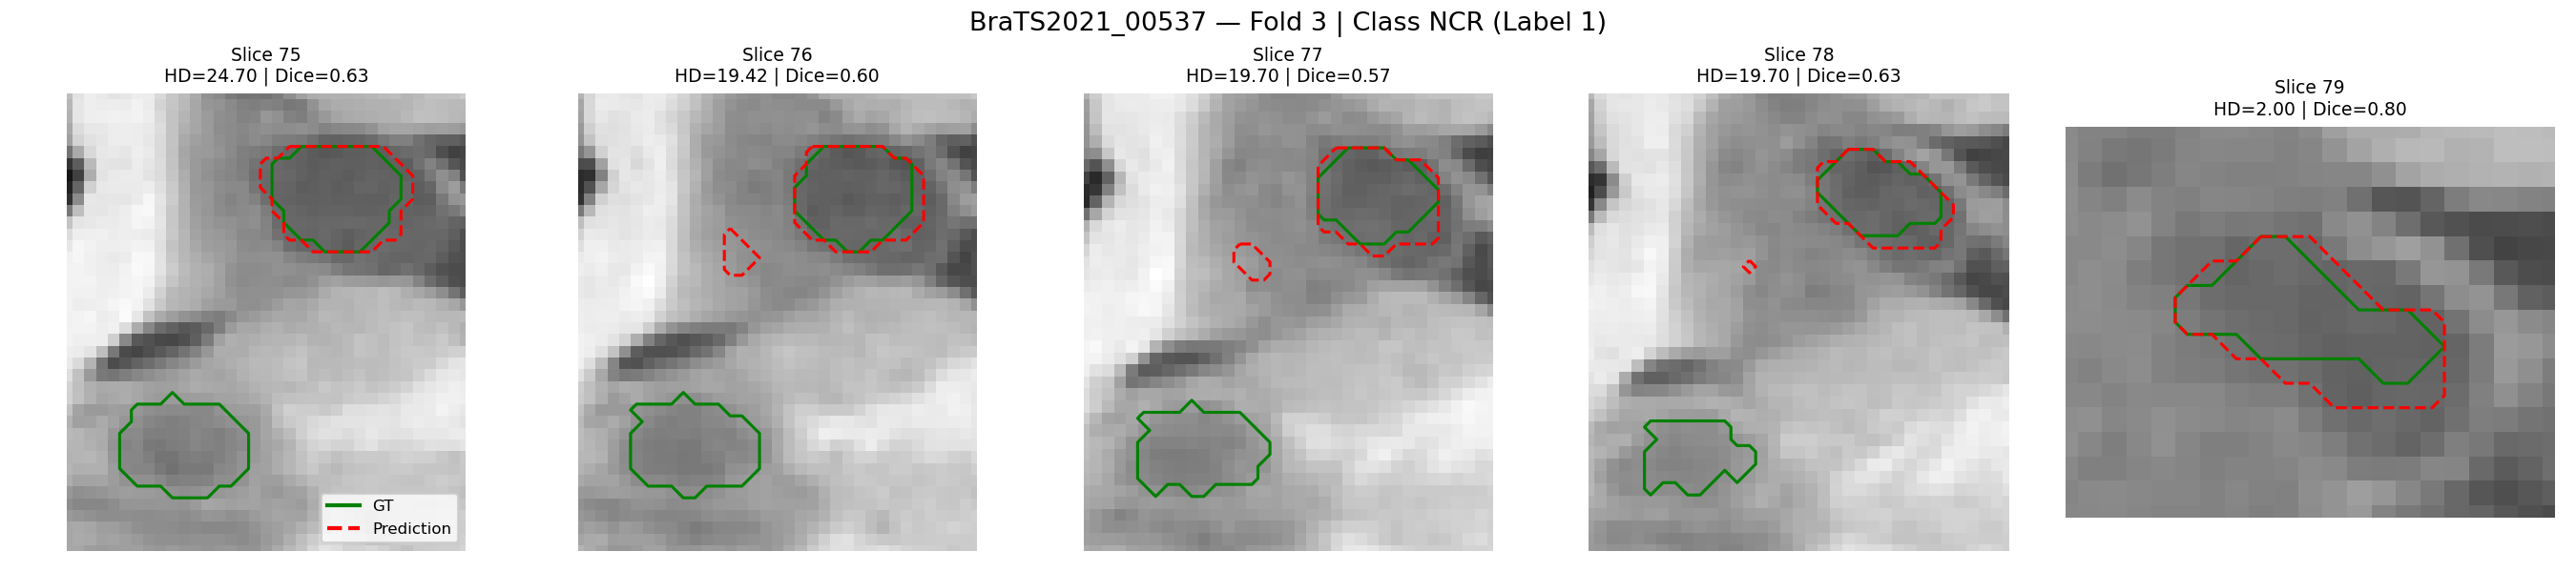 BraTS2021_00537 — Fold 3 | Class NCR (Label 1)
Slice 75
HD=24.70 | Dice=0.63
Slice 76
HD=19.42 | Dice=0.60
Slice 77
HD=19.70 | Dice=0.57
Slice 78
HD=19.70 | Dice=0.63
Slice 79
HD=2.00 | Dice=0.80
GT
Prediction